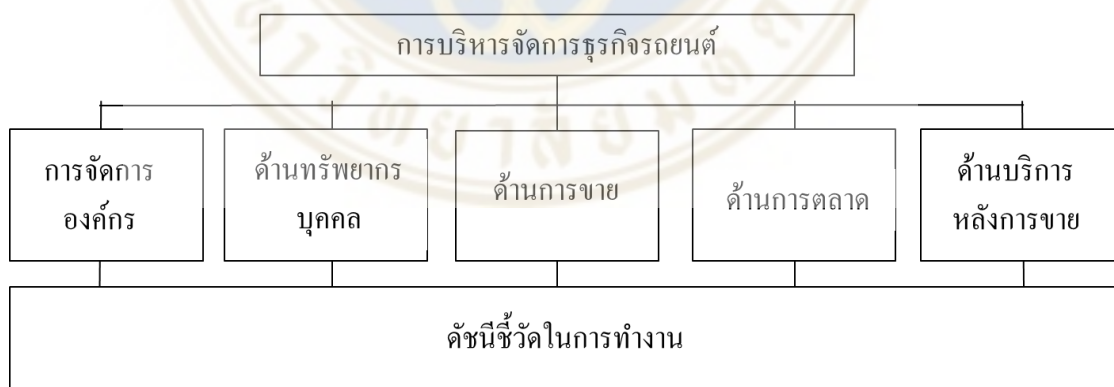 การบริหารจัดการธุรกิจรถยนต์
การจัดการ
องค์กร
ด้านทรัพยากร
บุคคล
ด้านการขาย
ด้านการตลาด
ด้านบริการ
หลังการขาย
ดัชนีชี้วัดในการทำงาน